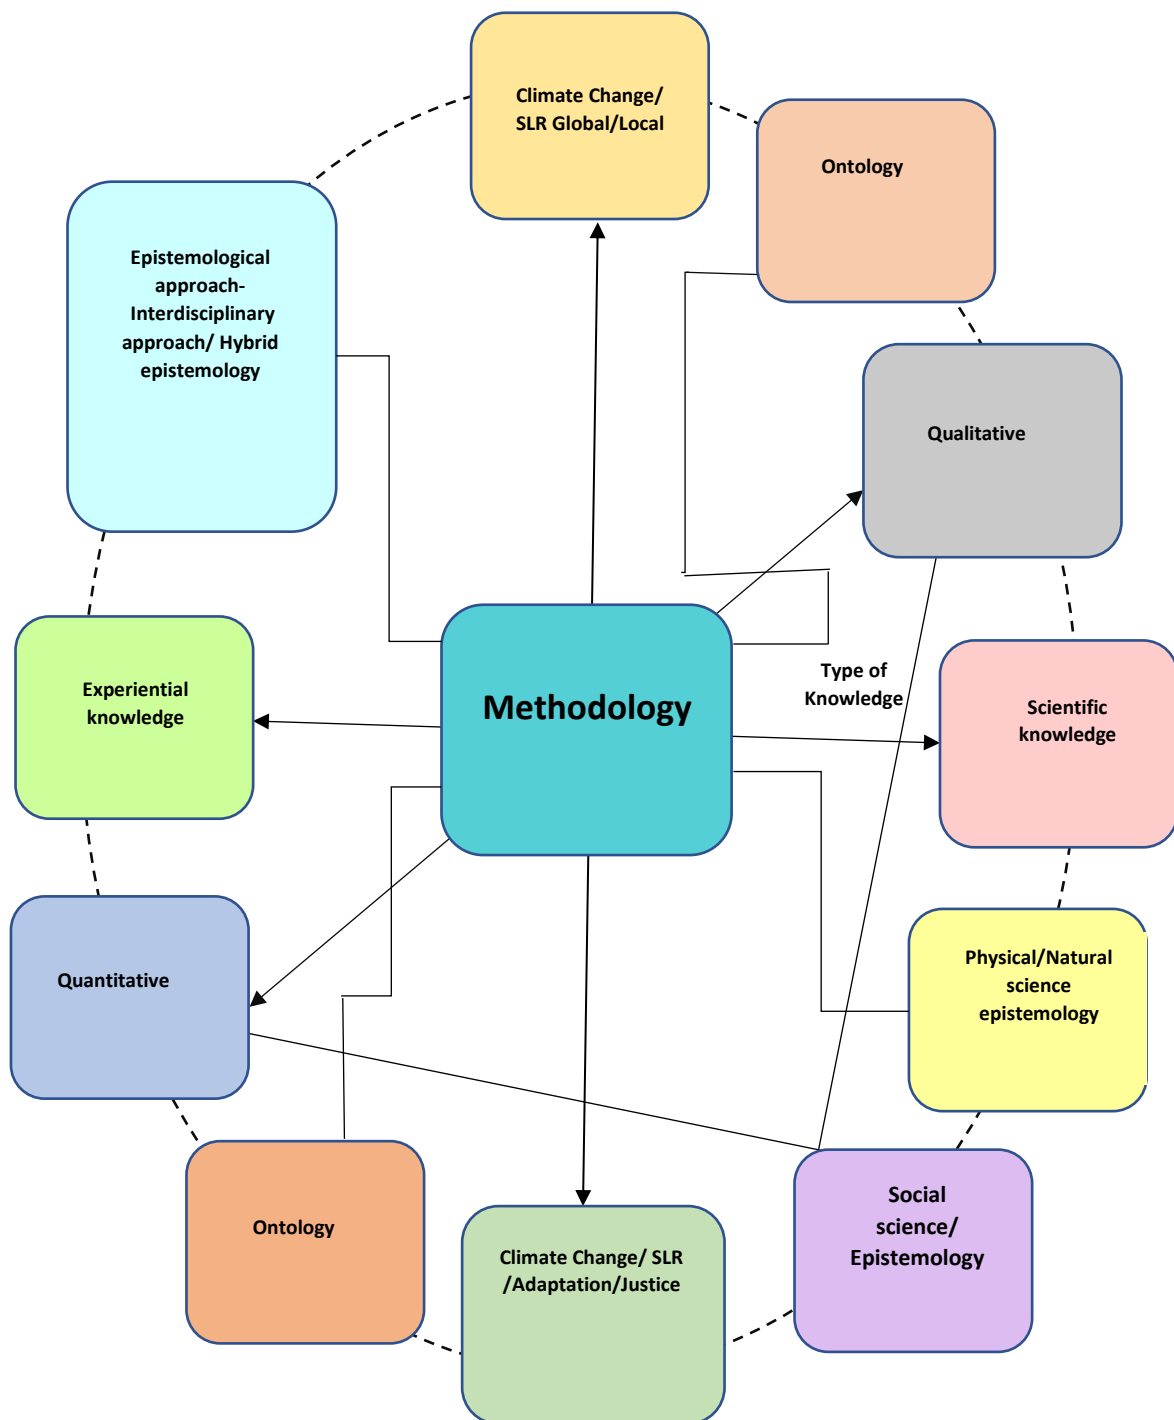 Climate Change/
SLR Global/Local
Ontology
Epistemological
approach-
Interdisciplinary
approach/ Hybrid
epistemology
Qualitative
Experiential
knowledge
Methodology
Type of
Knowledge
Scientific
knowledge
Quantitative
Physical/Natural
science
epistemology
Ontology
Climate Change/ SLR
/Adaptation/Justice
Social
science/
Epistemology